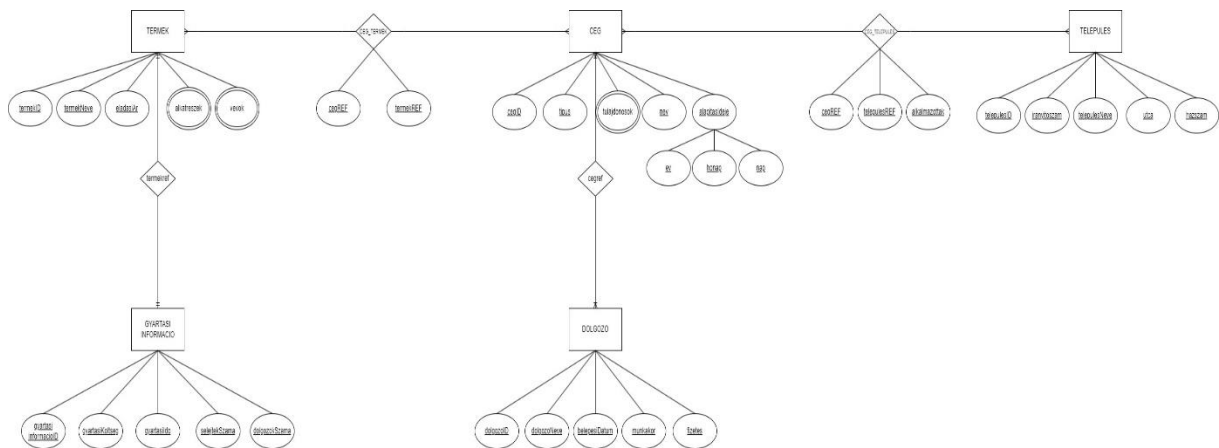 TERMEK
CEG_TERMEK
CEG
CEG_TELEPULES
TELEPULES
termekID
termekNeve
eladasiAr
alkatreszek
vevok
cegREF
termekREF
cegID
tipus
tulajdonosok
nev
alapitasIdeje
cegREF
telepulesREF
alkalmazottak
telepulesID
iranyitoszam
telepulesNeve
utca
hazszam
ev
honap
nap
termekref
cegref
GYARTASI
INFORMACIO
DOLGOZO
gyartasi
informacioID
gyartasiKoltseg
gyartasiIdo
selejtekSzama
dolgozokSzama
dolgozoID
dolgozoNeve
belepesiDatum
munkakor
fizetes